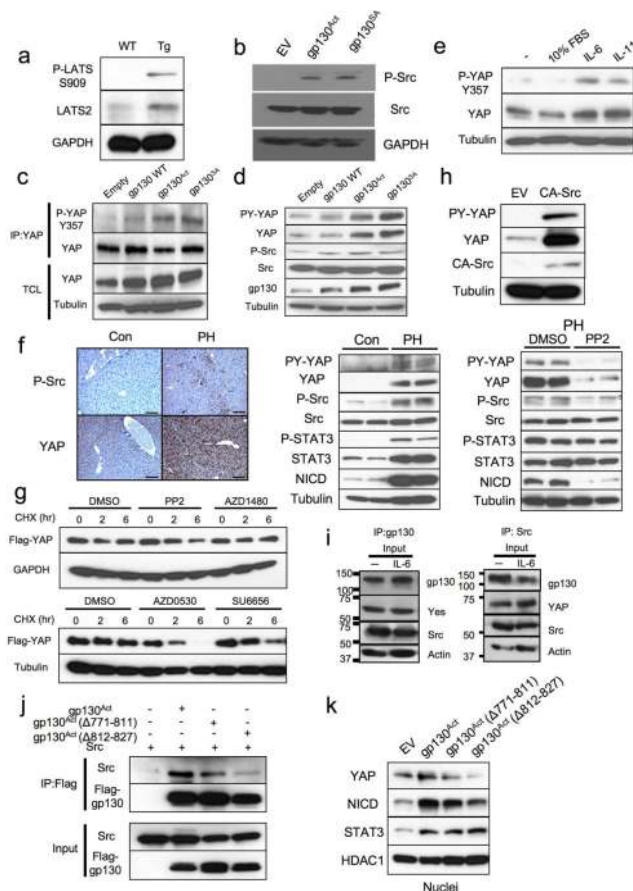 a
WT Tg
P-LATS
S909
LATS2
GAPDH
b
EV gp130Act gp130SA
P-Src
Src
GAPDH
e
- 10% FBS IL-6
P-YAP
Y357
YAP
Tubulin
c
Empty gp130 WT gp130Act gp130SA
IP:YAP
P-YAP
Y357
YAP
TCL
YAP
Tubulin
d
Empty gp130 WT gp130Act gp130SA
PY-YAP
YAP
P-Src
Src
gp130
Tubulin
h
EV CA-Src
PY-YAP
YAP
CA-Src
Tubulin
f
Con PH
P-Src
YAP
Con PH
PY-YAP
YAP
P-Src
Src
P-STAT3
STAT3
NICD
Tubulin
PH
DMSO PP2
PY-YAP
YAP
P-Src
Src
P-STAT3
STAT3
NICD
Tubulin
g
DMSO PP2 AZD1480
CHX (hr) 0 2 6 0 2 6 0 2 6
Flag-YAP
GAPDH
DMSO AZD0530 SU6656
CHX (hr) 0 2 6 0 2 6 0 2 6
Flag-YAP
Tubulin
i
IP:gp130
Input
– IL-6
150
100
75
50
75
50
37
gp130
Yes
Src
Actin
IP: Src
Input
– IL-6
150
100
75
50
75
50
37
gp130
YAP
Src
Actin
j
gp130Act - + - -
gp130Act (Δ771-811) - - + -
gp130Act (Δ812-827) - - - +
Src + + + +
IP:Flag
Src
Flag-
gp130
Input
Src
Flag-
gp130
k
EV gp130Act gp130Act (Δ771-811) gp130Act (Δ812-827)
YAP
NICD
STAT3
HDAC1
Nuclei